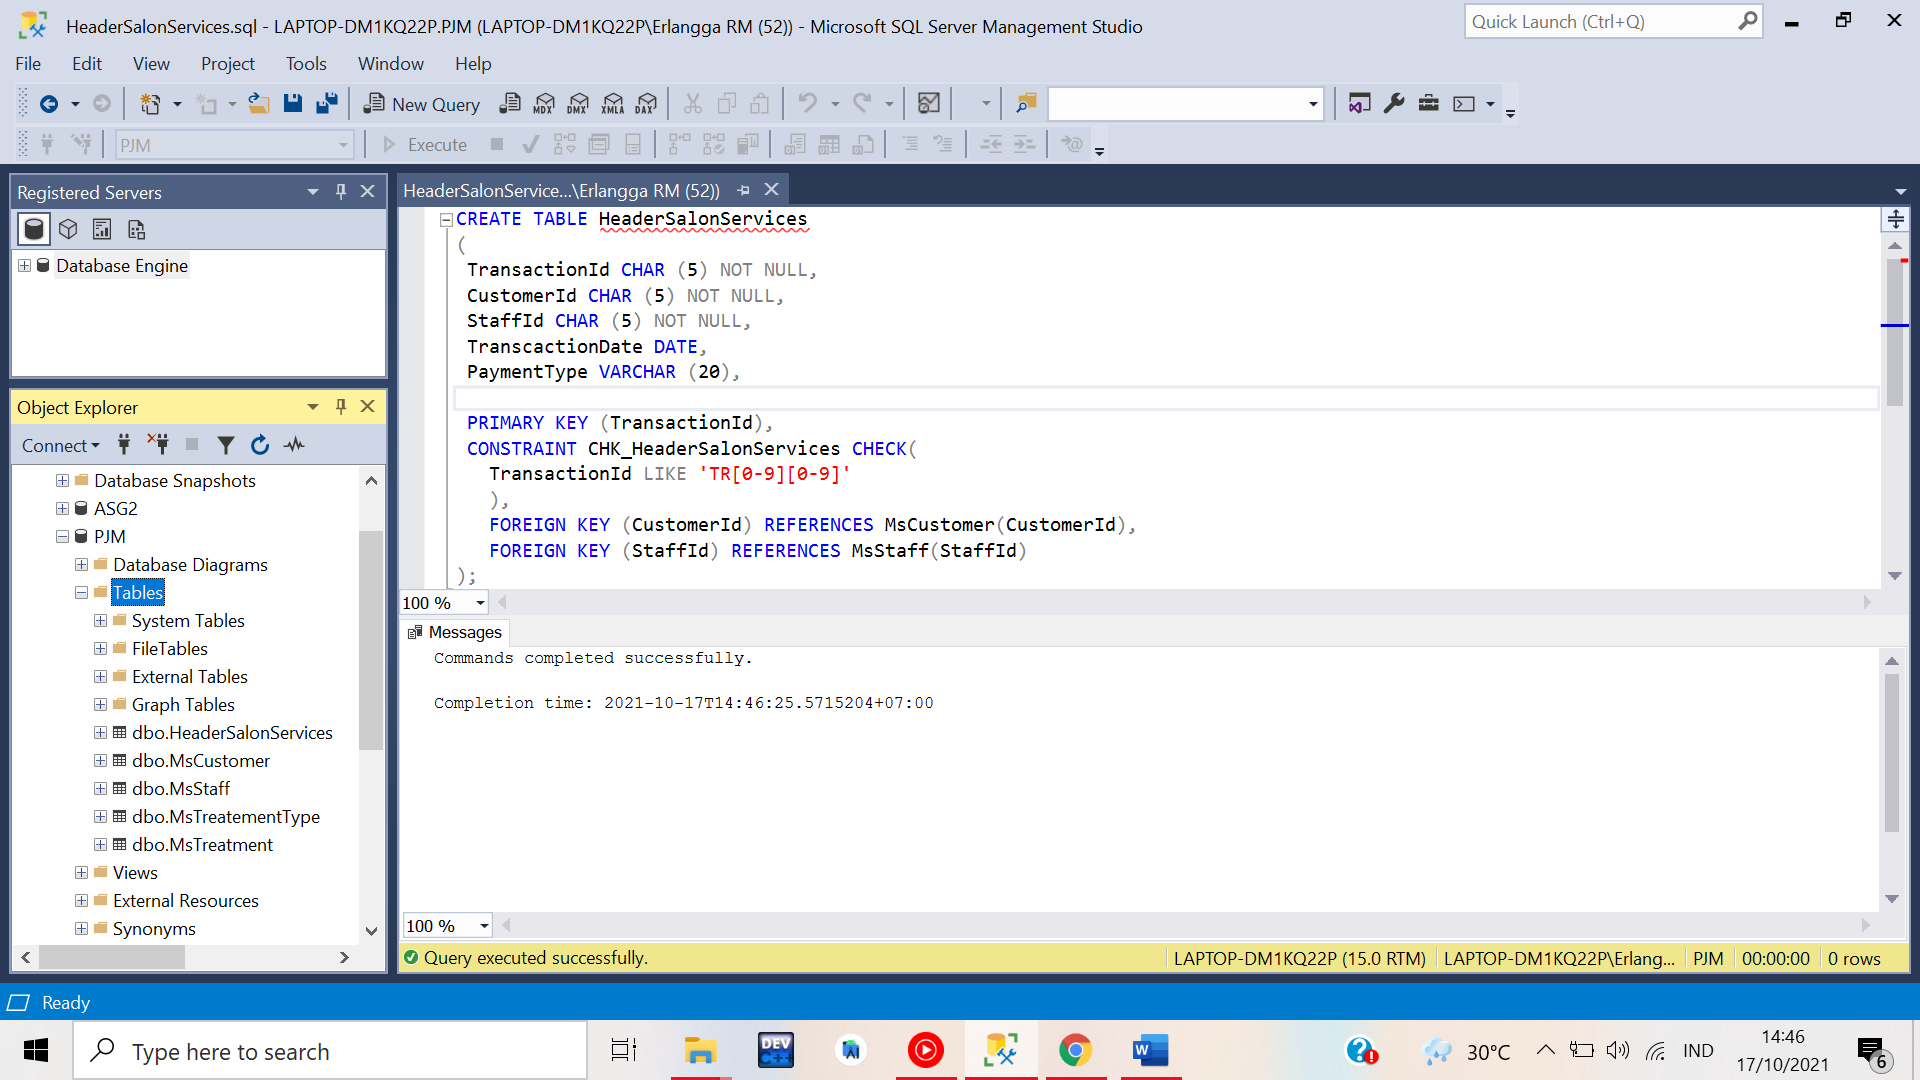 HeaderSalonServices.sql - LAPTOP-DM1KQ22P.PJM (LAPTOP-DM1KQ22P\Erlangga RM (52)) - Microsoft SQL Server Management Studio
Quick Launch (Ctrl+Q)
File Edit View Project Tools Window Help
New Query MDX DMX XMLA DAX
PJM Execute
Registered Servers
Database Engine
Object Explorer
Connect
Database Snapshots
ASG2
PJM
Database Diagrams
Tables
System Tables
FileTables
External Tables
Graph Tables
dbo.HeaderSalonServices
dbo.MsCustomer
dbo.MsStaff
dbo.MsTreatementType
dbo.MsTreatment
Views
External Resources
Synonyms
HeaderSalonService...\Erlangga RM (52))
CREATE TABLE HeaderSalonServices
(
TransactionId CHAR (5) NOT NULL,
CustomerId CHAR (5) NOT NULL,
StaffId CHAR (5) NOT NULL,
TranscactionDate DATE,
PaymentType VARCHAR (20),
PRIMARY KEY (TransactionId),
CONSTRAINT CHK_HeaderSalonServices CHECK(
TransactionId LIKE 'TR[0-9][0-9]'
),
FOREIGN KEY (CustomerId) REFERENCES MsCustomer(CustomerId),
FOREIGN KEY (StaffId) REFERENCES MsStaff(StaffId)
);
100 %
Messages
Commands completed successfully.
Completion time: 2021-10-17T14:46:25.5715204+07:00
100 %
Query executed successfully. LAPTOP-DM1KQ22P (15.0 RTM) LAPTOP-DM1KQ22P\Erlang... PJM 00:00:00 0 rows
Ready
Type here to search
DEV C++
W
30°C
IND
14:46
17/10/2021
6